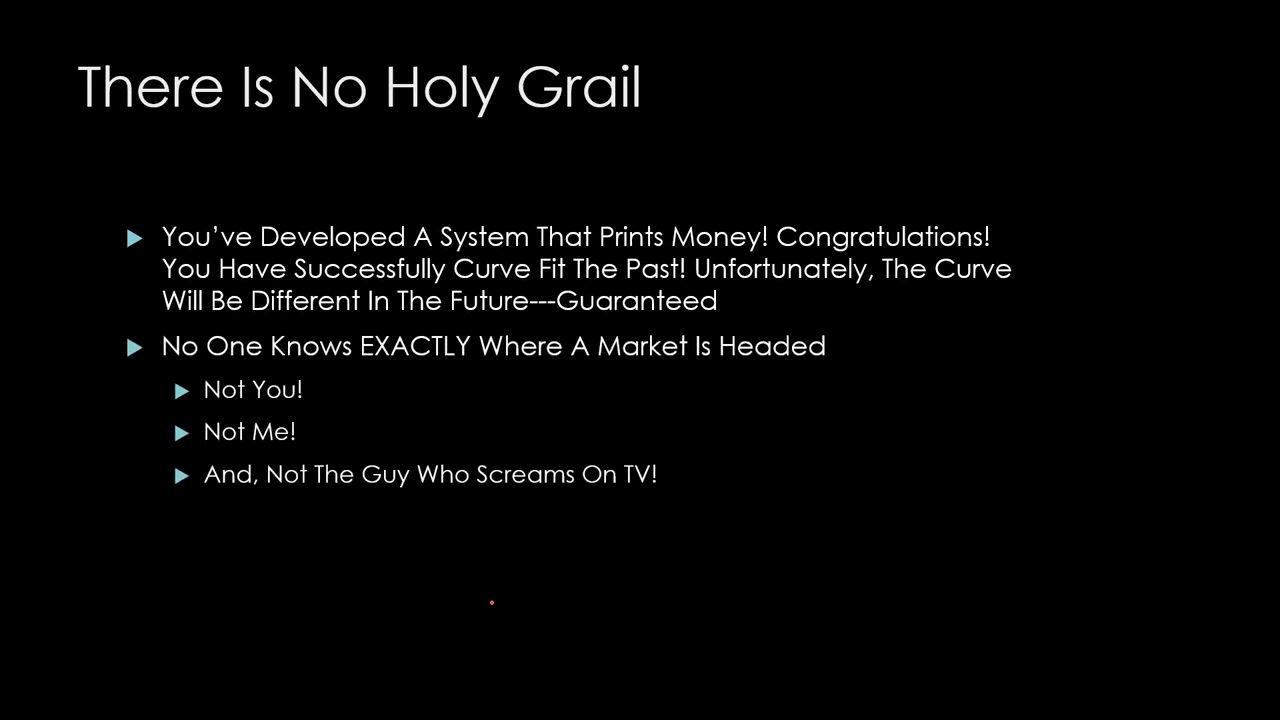 There Is No Holy Grail
You’ve Developed A System That Prints Money! Congratulations!
You Have Successfully Curve Fit The Past! Unfortunately, The Curve
Will Be Different In The Future---Guaranteed
No One Knows EXACTLY Where A Market Is Headed
Not You!
Not Me!
And, Not The Guy Who Screams On TV!